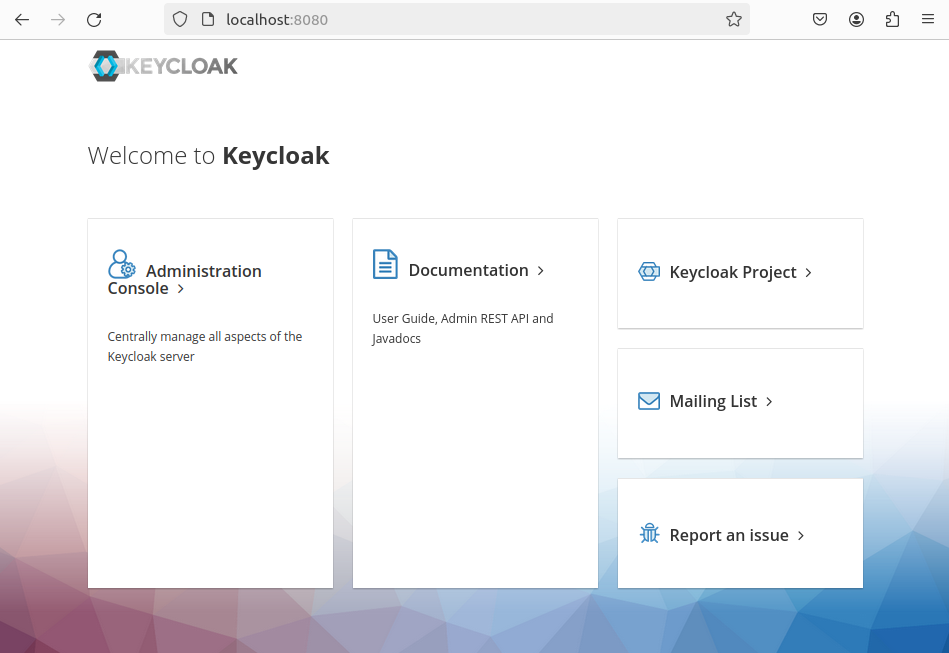 localhost:8080
KEYCLOAK
Welcome to Keycloak
Administration
Console
Centrally manage all aspects of the
Keycloak server
Documentation
User Guide, Admin REST API and
Javadocs
Keycloak Project
Mailing List
Report an issue